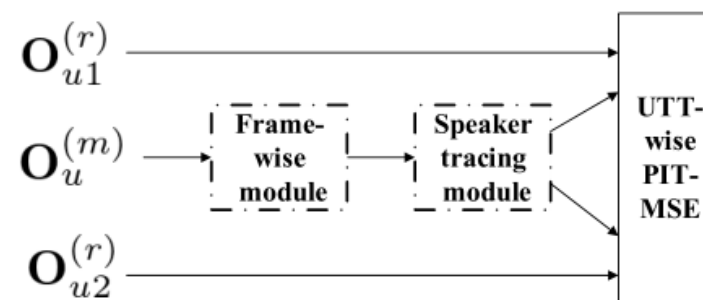 O_{u1}^{(r)}
O_u^{(m)}
Frame-
wise
module
Speaker
tracing
module
UTT-
wise
PIT-
MSE
O_{u2}^{(r)}